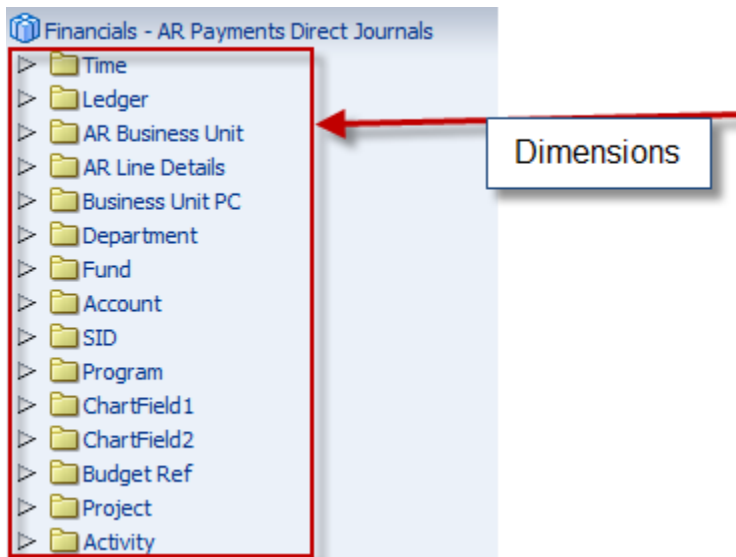 Financials - AR Payments Direct Journals
Time
Ledger
AR Business Unit
AR Line Details
Business Unit PC
Department
Fund
Account
SID
Program
ChartField1
ChartField2
Budget Ref
Project
Activity
Dimensions